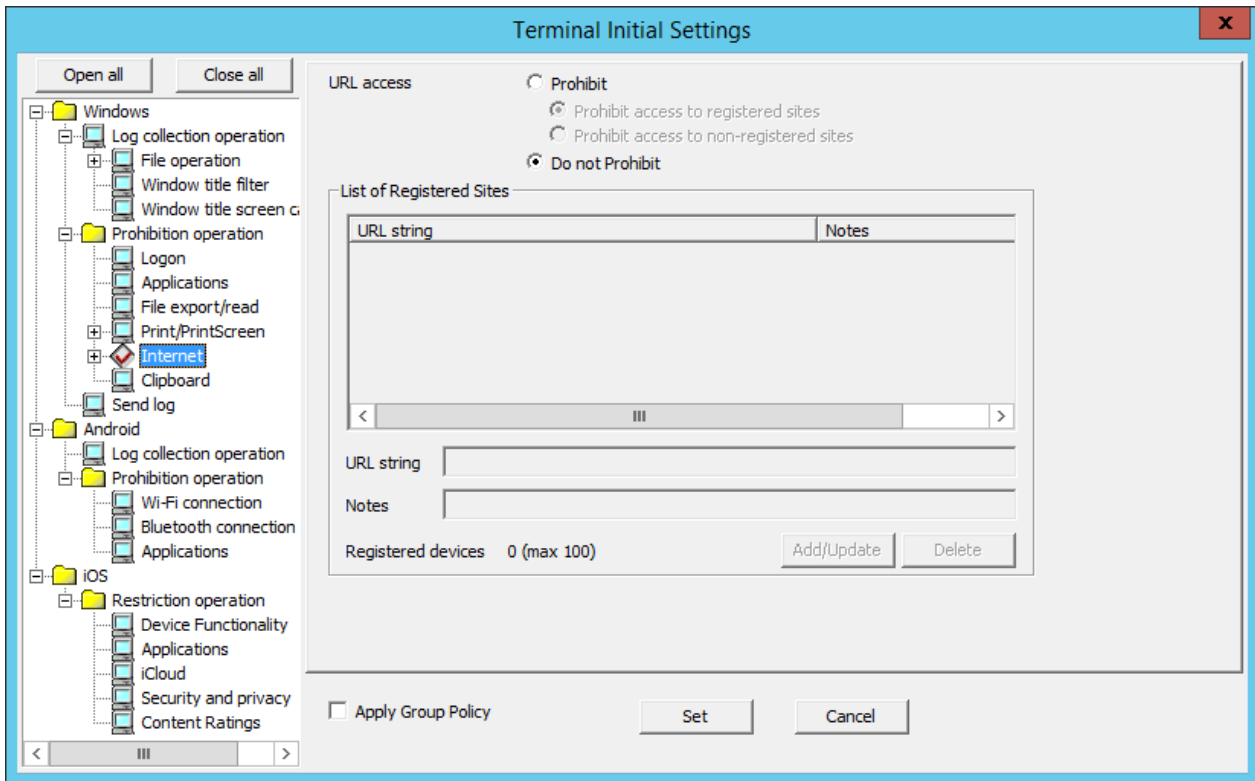 Terminal Initial Settings
x
Open all
Close all
Windows
Log collection operation
File operation
Window title filter
Window title screen ca
Prohibition operation
Logon
Applications
File export/read
Print/PrintScreen
Internet
Clipboard
Send log
Android
Log collection operation
Prohibition operation
Wi-Fi connection
Bluetooth connection
Applications
iOS
Restriction operation
Device Functionality
Applications
iCloud
Security and privacy
Content Ratings
URL access
Prohibit
Prohibit access to registered sites
Prohibit access to non-registered sites
Do not Prohibit
List of Registered Sites
URL string
Notes
URL string
Notes
Registered devices 0 (max 100)
Add/Update
Delete
Apply Group Policy
Set
Cancel